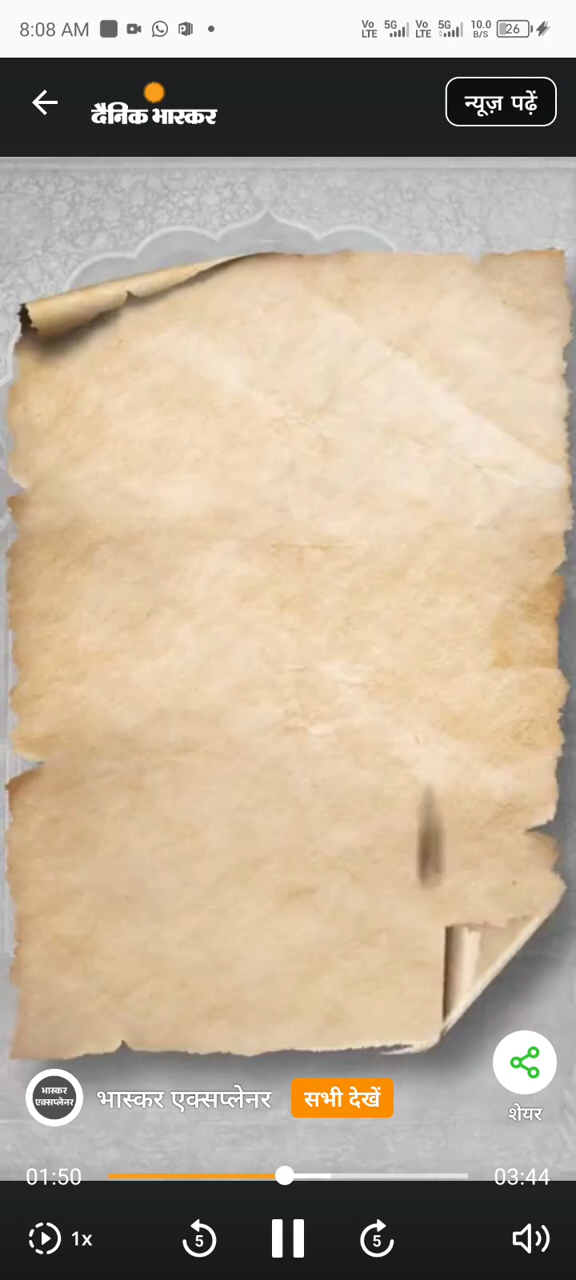 8:08 AM
Vo LTE 5G Vo LTE 5G 10.0 B/S 26
दैनिक भास्कर
न्यूज़ पढ़ें
भास्कर एक्सप्लेनर
भास्कर एक्सप्लेनर
सभी देखें
शेयर
01:50
03:44
1x
5
5